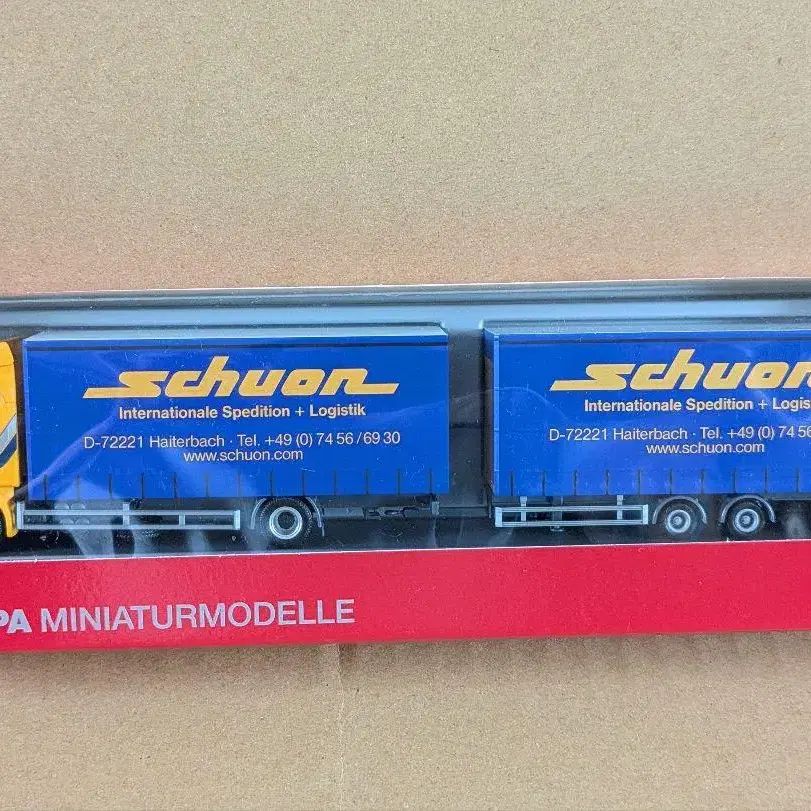 schuon
Internationale Spedition + Logistik
D-72221 Haiterbach · Tel. +49 (0) 74 56 / 69 30
www.schuon.com
schuon
Internationale Spedition + Logis
D-72221 Haiterbach · Tel. +49 (0) 74 56
www.schuon.com
PA MINIATURMODELLE